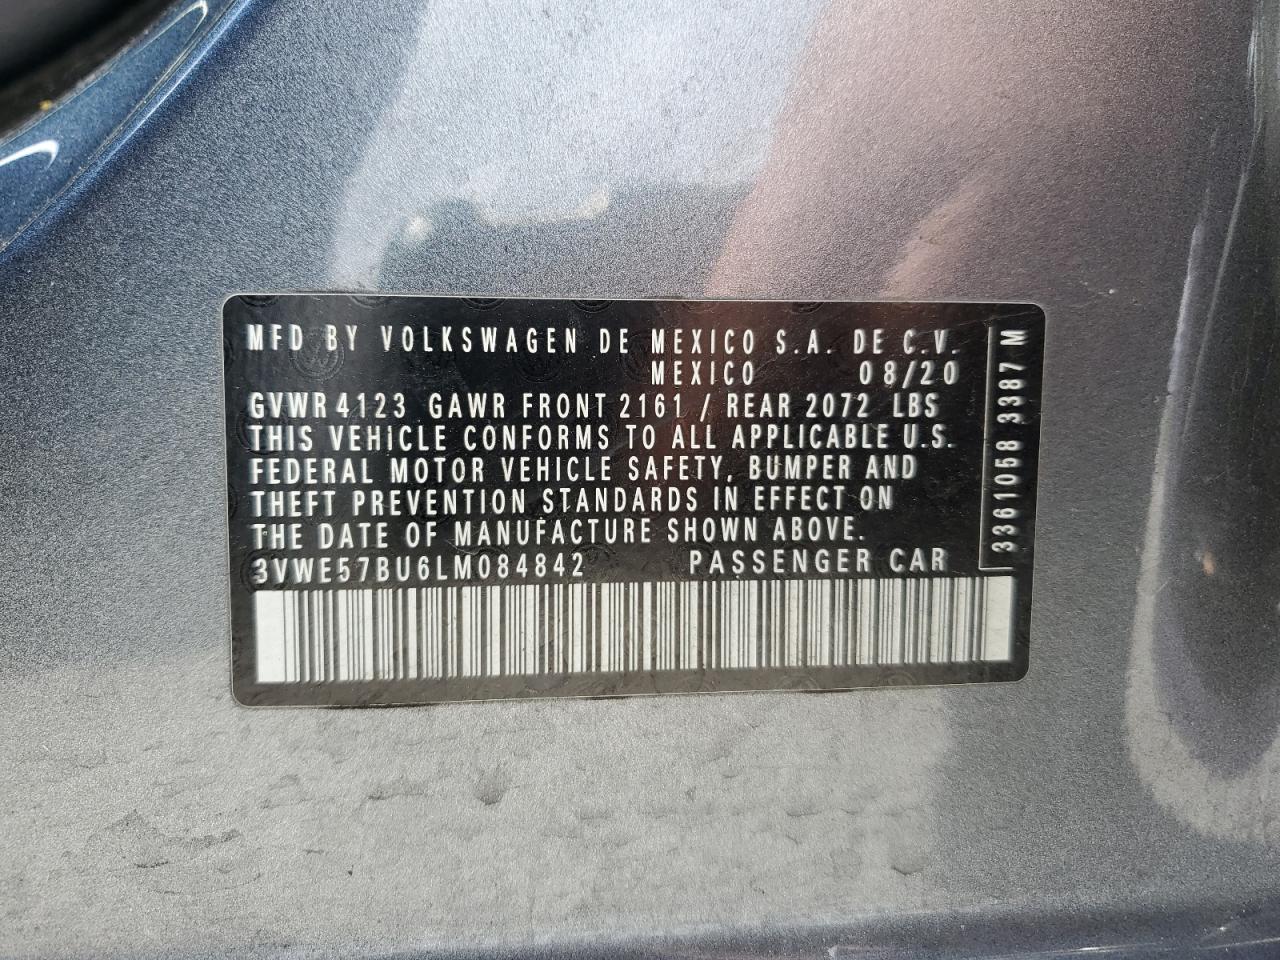 MFD BY VOLKSWAGEN DE MEXICO S.A. DE C.V.
MEXICO 08/20
GVWR 4123 GAWR FRONT 2161 / REAR 2072 LBS
THIS VEHICLE CONFORMS TO ALL APPLICABLE U.S.
FEDERAL MOTOR VEHICLE SAFETY, BUMPER AND
THEFT PREVENTION STANDARDS IN EFFECT ON
THE DATE OF MANUFACTURE SHOWN ABOVE.
3VWE57BU6LM084842 PASSENGER CAR
3361058 3387 M